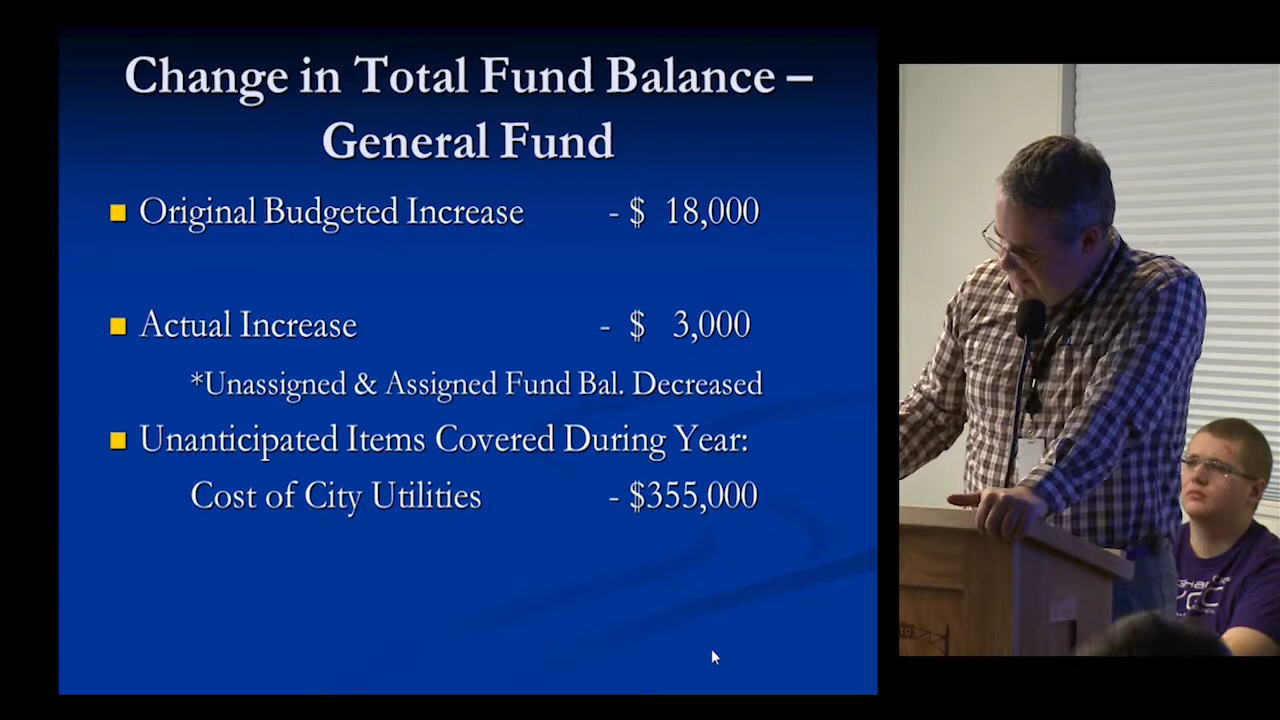 Change in Total Fund Balance –
General Fund
Original Budgeted Increase - $ 18,000
Actual Increase - $ 3,000
*Unassigned & Assigned Fund Bal. Decreased
Unanticipated Items Covered During Year:
Cost of City Utilities - $355,000